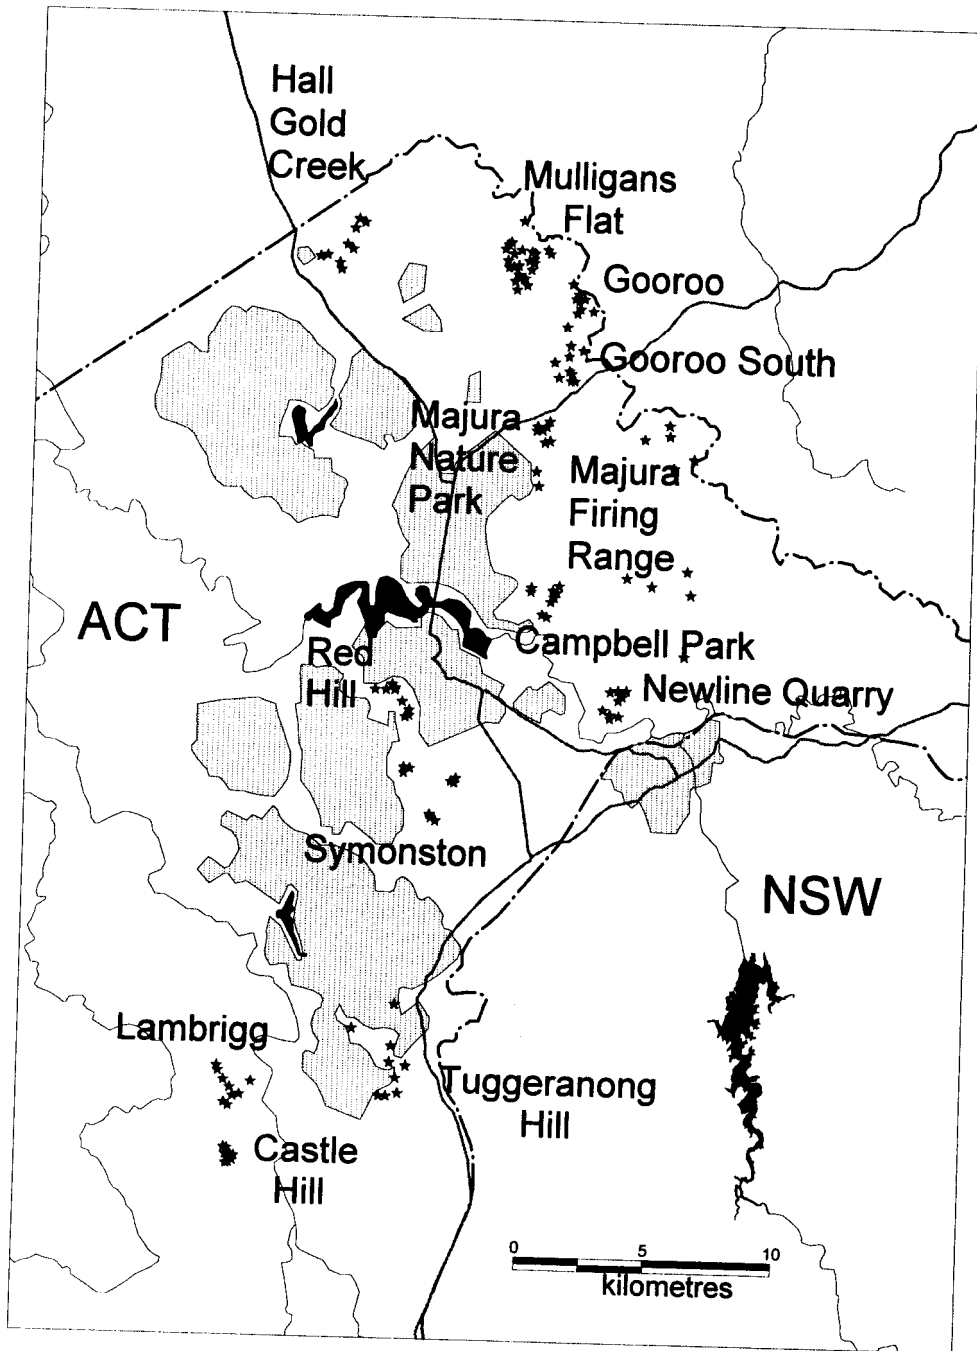 Hall
Gold
Creek
Mulligans
Flat
Gooroo
Gooroo South
Majura
Nature
Park
Majura
Firing
Range
ACT
Red
Hill
Campbell Park
Newline Quarry
Symonston
NSW
Lambrigg
Tuggeranong
Hill
Castle
Hill
0 5 10
kilometres